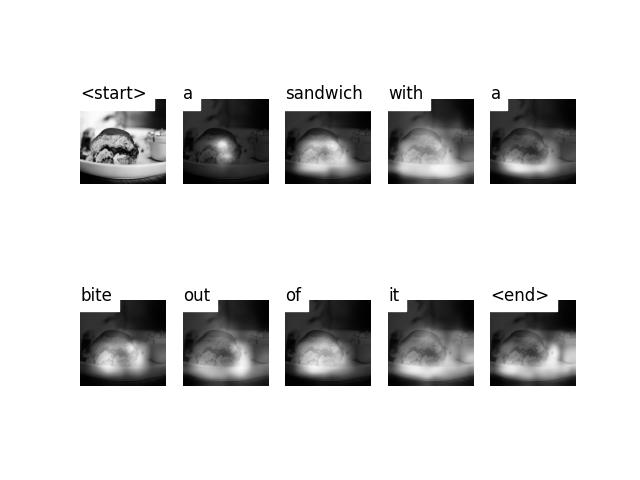 <start> a sandwich with a
bite out of it <end>